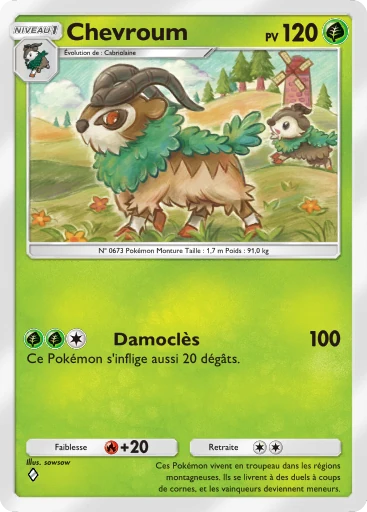 NIVEAU 1
Chevroum
PV 120
Évolution de : Cabriolaine
N° 0673 Pokémon Monture Taille : 1,7 m Poids : 91,0 kg
Damoclès 100
Ce Pokémon s'inflige aussi 20 dégâts.
Faiblesse +20
Retraite
Illus. sowsow
Ces Pokémon vivent en troupeau dans les régions
montagneuses. Ils se livrent à des duels à coups
de cornes, et les vainqueurs deviennent meneurs.